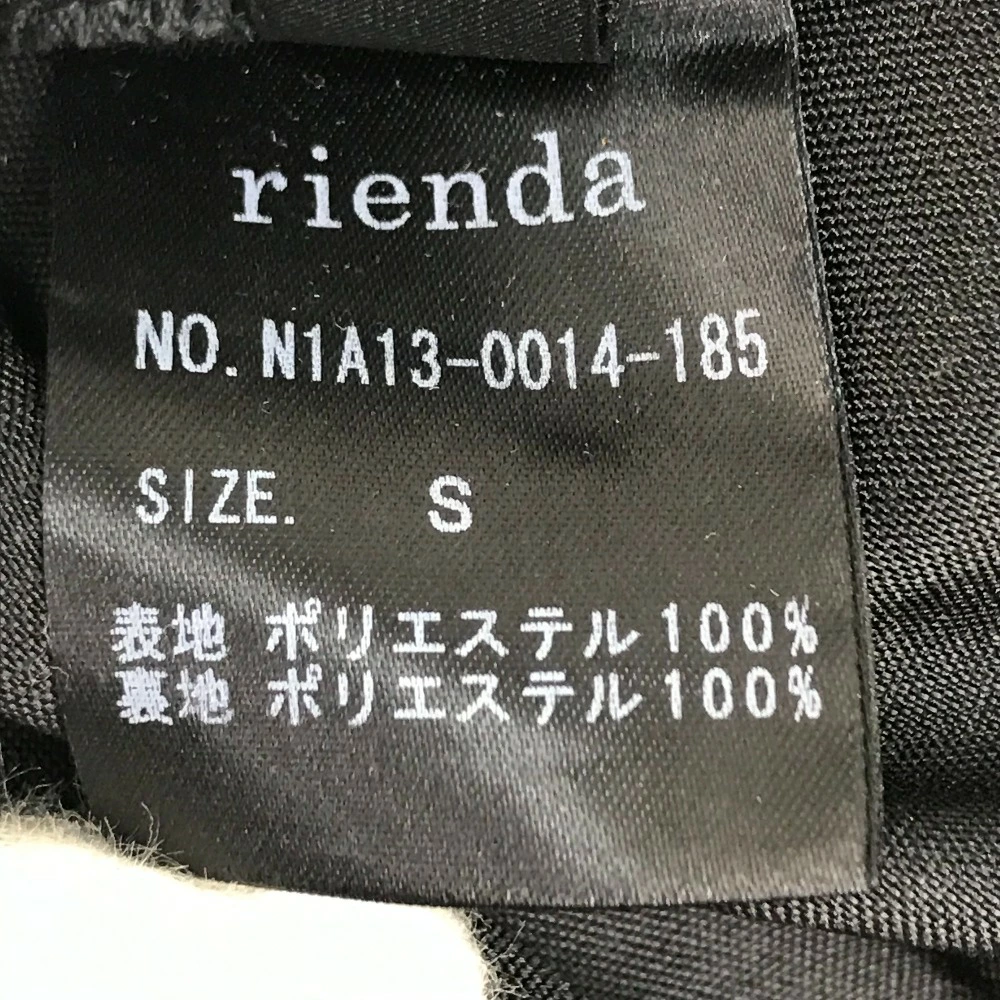 rienda
NO. N1A13-0014-185
SIZE. S
表地 ポリエステル100%
裏地 ポリエステル100%